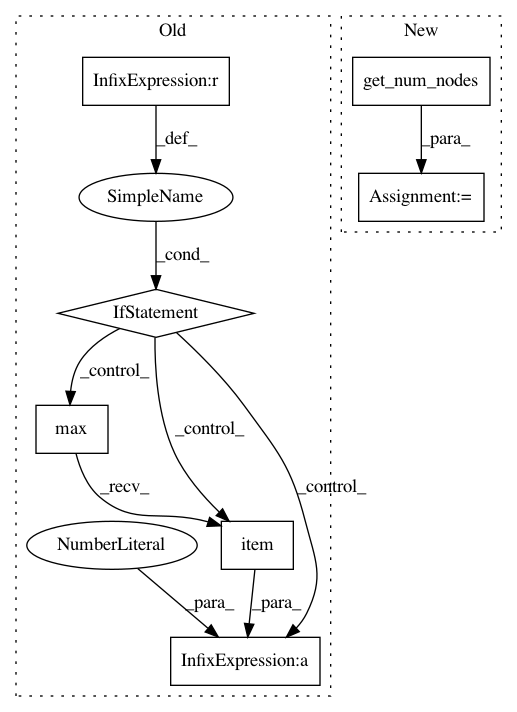 Old
New
InfixExpression:r
get_num_nodes
_def_
_para_
SimpleName
Assignment:=
_cond_
IfStatement
_control_
_control_
_control_
max
_recv_
NumberLiteral
item
_para_
_para_
InfixExpression:a